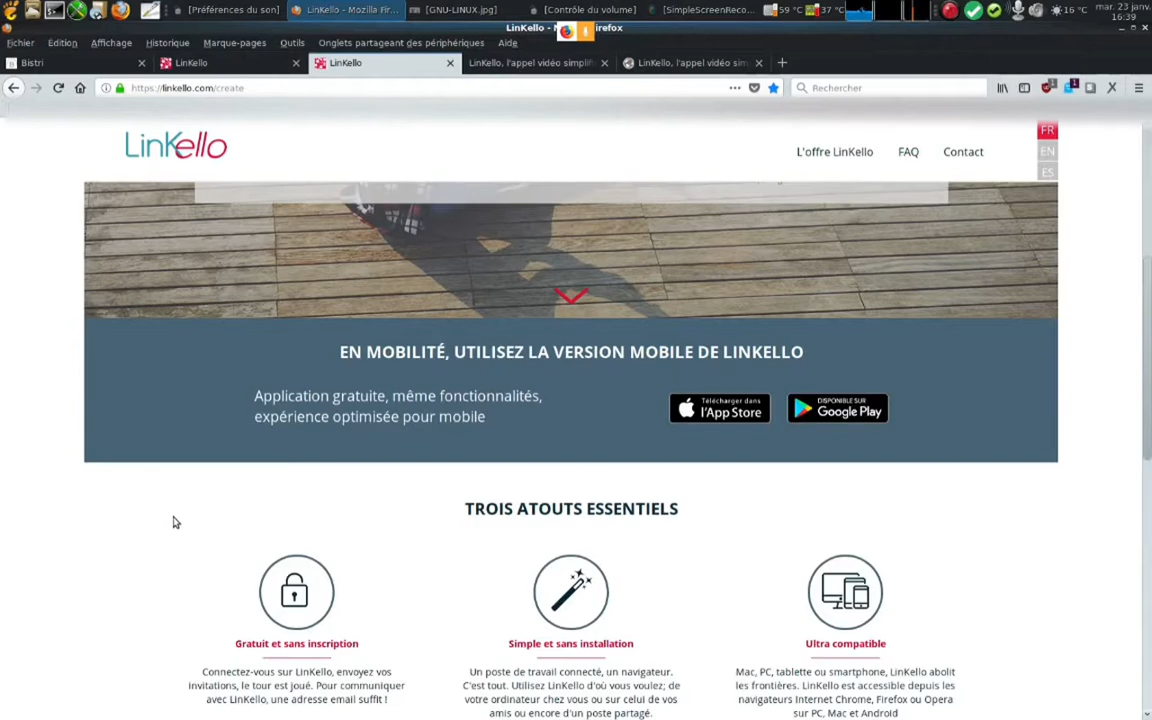 [Préférences du son]
LinKello - Mozilla Fir...
[GNU-LINUX.jpg]
[Contrôle du volume]
[SimpleScreenReco...
59 °C
37 °C
16 °C
mar. 23 janv.
16:39
Fichier Edition Affichage Historique Marque-pages Outils Onglets partageant des périphériques Aide
Bistri
LinKello
LinKello
LinKello, l'appel vidéo simplifi
LinKello, l'appel vidéo sim
https://linkello.com/create
Rechercher
LinKello
L'offre LinKello FAQ Contact
FR
EN
ES
EN MOBILITÉ, UTILISEZ LA VERSION MOBILE DE LINKELLO
Application gratuite, même fonctionnalités,
expérience optimisée pour mobile
Télécharger dans
l'App Store
DISPONIBLE SUR
Google Play
TROIS ATOUTS ESSENTIELS
Gratuit et sans inscription
Connectez-vous sur LinKello, envoyez vos
invitations, le tour est joué. Pour communiquer
avec LinKello, une adresse email suffit !
Simple et sans installation
Un poste de travail connecté, un navigateur.
C'est tout. Utilisez LinKello d'où vous voulez; de
votre ordinateur chez vous ou sur celui de vos
amis ou encore d'un poste partagé.
Ultra compatible
Mac, PC, tablette ou smartphone, LinKello abolit
les frontières. LinKello est accessible depuis les
navigateurs Internet Chrome, Firefox ou Opera
sur PC, Mac et Android